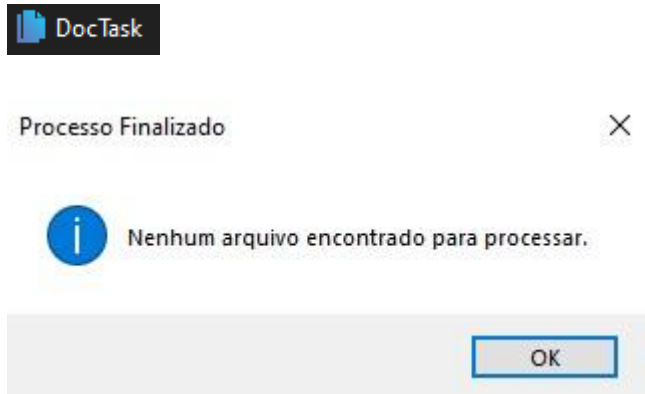 DocTask
Processo Finalizado
Nenhum arquivo encontrado para processar.
OK